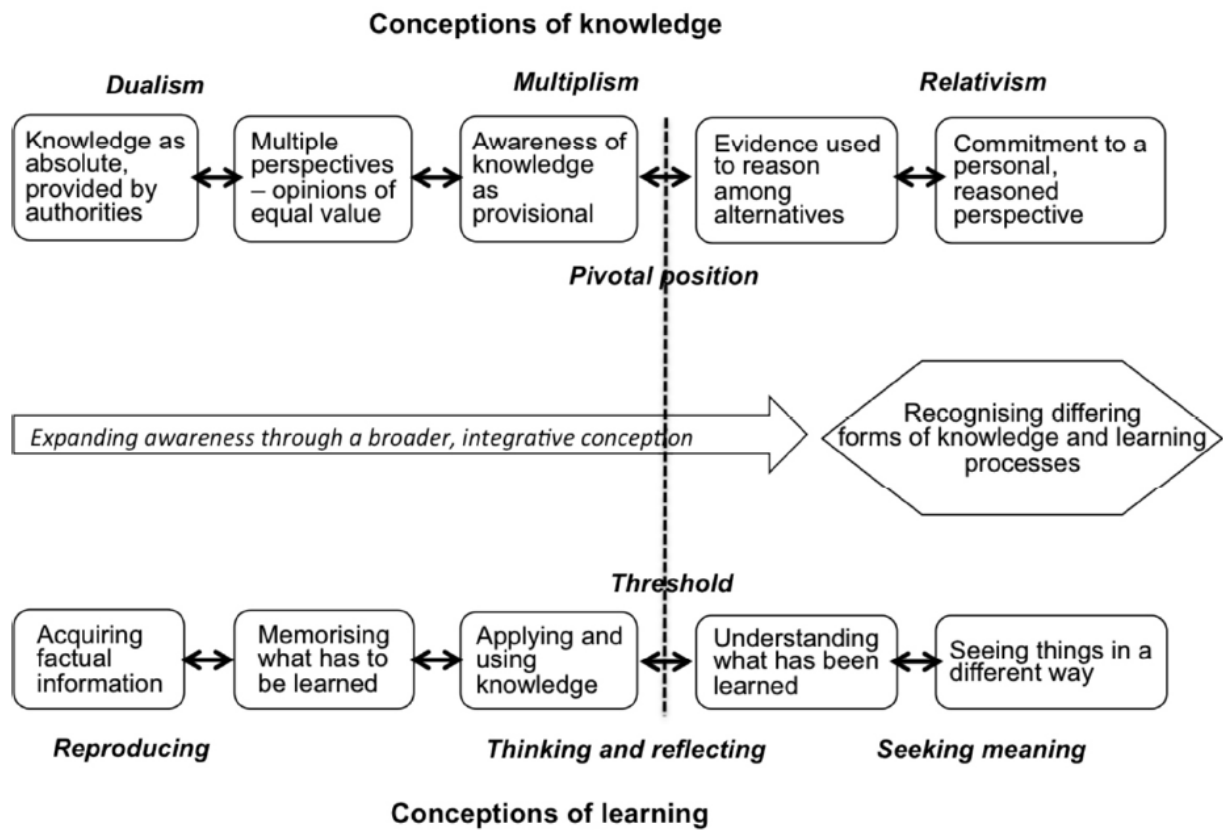 Conceptions of knowledge
Dualism
Multiplism
Relativism
Knowledge as
absolute,
provided by
authorities
Multiple
perspectives
– opinions of
equal value
Awareness of
knowledge
as
provisional
Evidence used
to reason
among
alternatives
Commitment to a
personal,
reasoned
perspective
Pivotal position
Expanding awareness through a broader, integrative conception
Recognising differing
forms of knowledge and learning
processes
Threshold
Acquiring
factual
information
Memorising
what has to
be learned
Applying and
using
knowledge
Understanding
what has been
learned
Seeing things in a
different way
Reproducing
Thinking and reflecting
Seeking meaning
Conceptions of learning